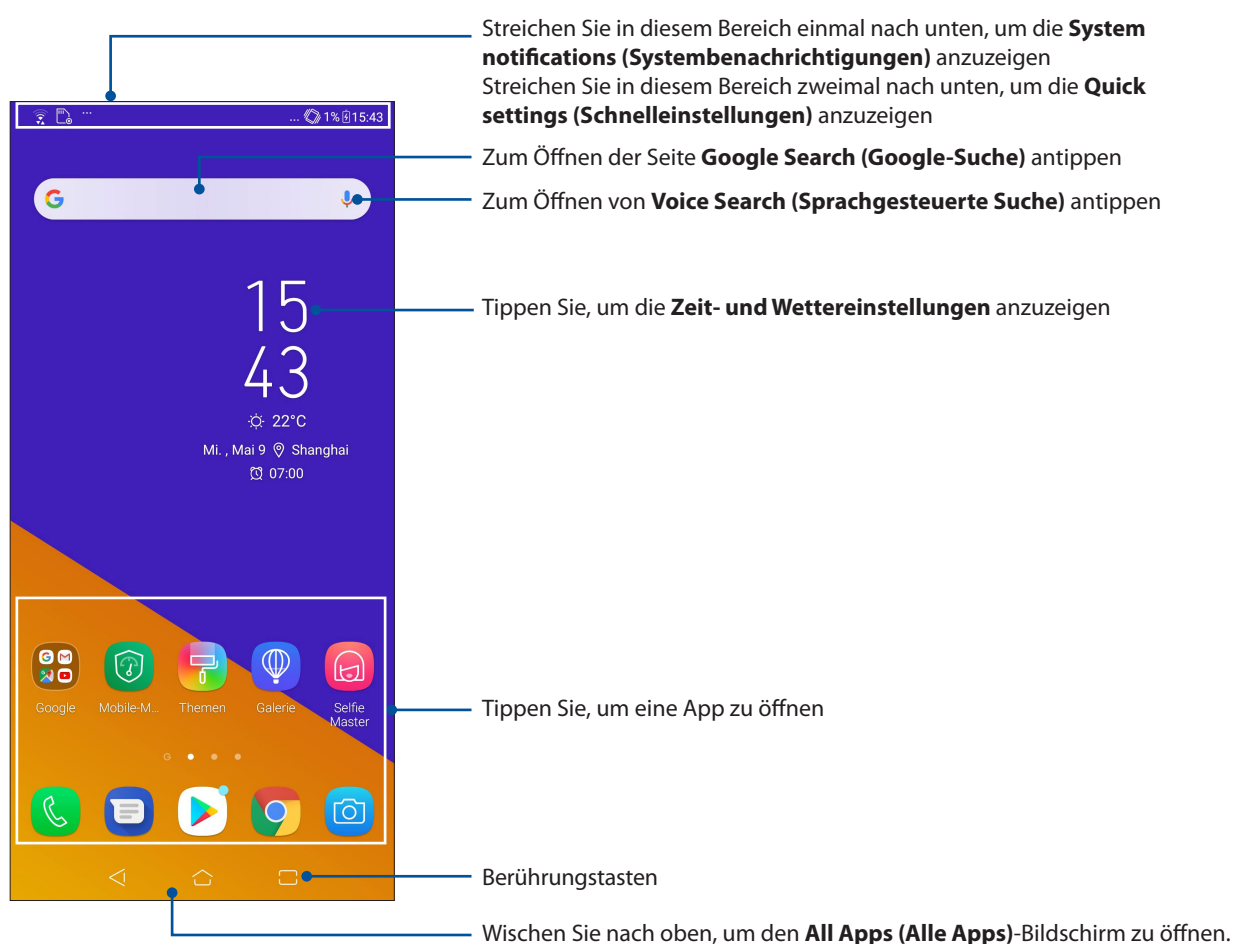 Streichen Sie in diesem Bereich einmal nach unten, um die System
notifications (Systembenachrichtigungen) anzuzeigen
Streichen Sie in diesem Bereich zweimal nach unten, um die Quick
settings (Schnelleinstellungen) anzuzeigen
... ... 1% 15:43
Zum Öffnen der Seite Google Search (Google-Suche) antippen
G
Zum Öffnen von Voice Search (Sprachgesteuerte Suche) antippen
15
Tippen Sie, um die Zeit- und Wettereinstellungen anzuzeigen
43
22°C
Mi. , Mai 9 Shanghai
07:00
Google Mobile-M... Themen Galerie Selfie
Master
Tippen Sie, um eine App zu öffnen
G
Berührungstasten
Wischen Sie nach oben, um den All Apps (Alle Apps)-Bildschirm zu öffnen.